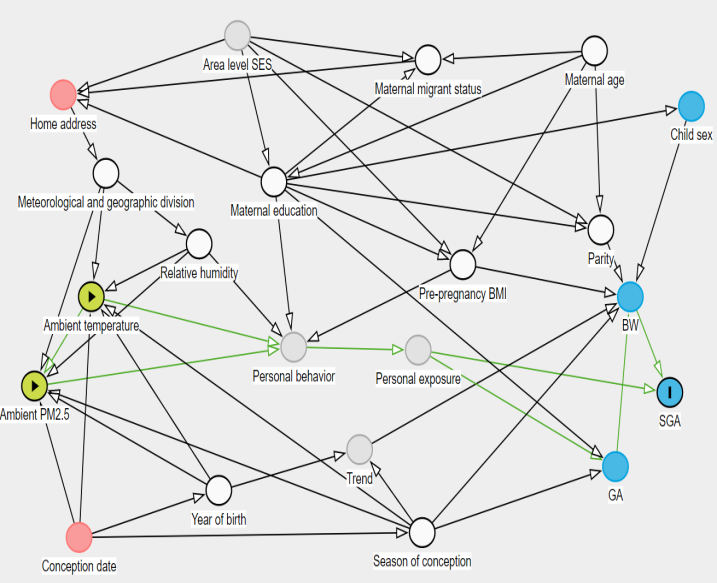 Area level SES
Maternal age
Maternal migrant status
Home address
Child sex
Meteorological and geographic division
Maternal education
Relative humidity
Parity
Pre-pregnancy BMI
Ambient temperature
BW
Personal behavior
Personal exposure
Ambient PM2.5
SGA
Trend
GA
Year of birth
Season of conception
Conception date